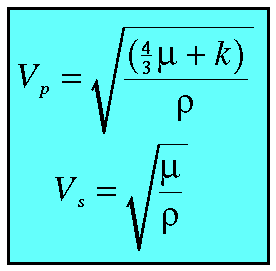 V_p = √((4/3 μ + k) / ρ)
V_s = √(μ / ρ)